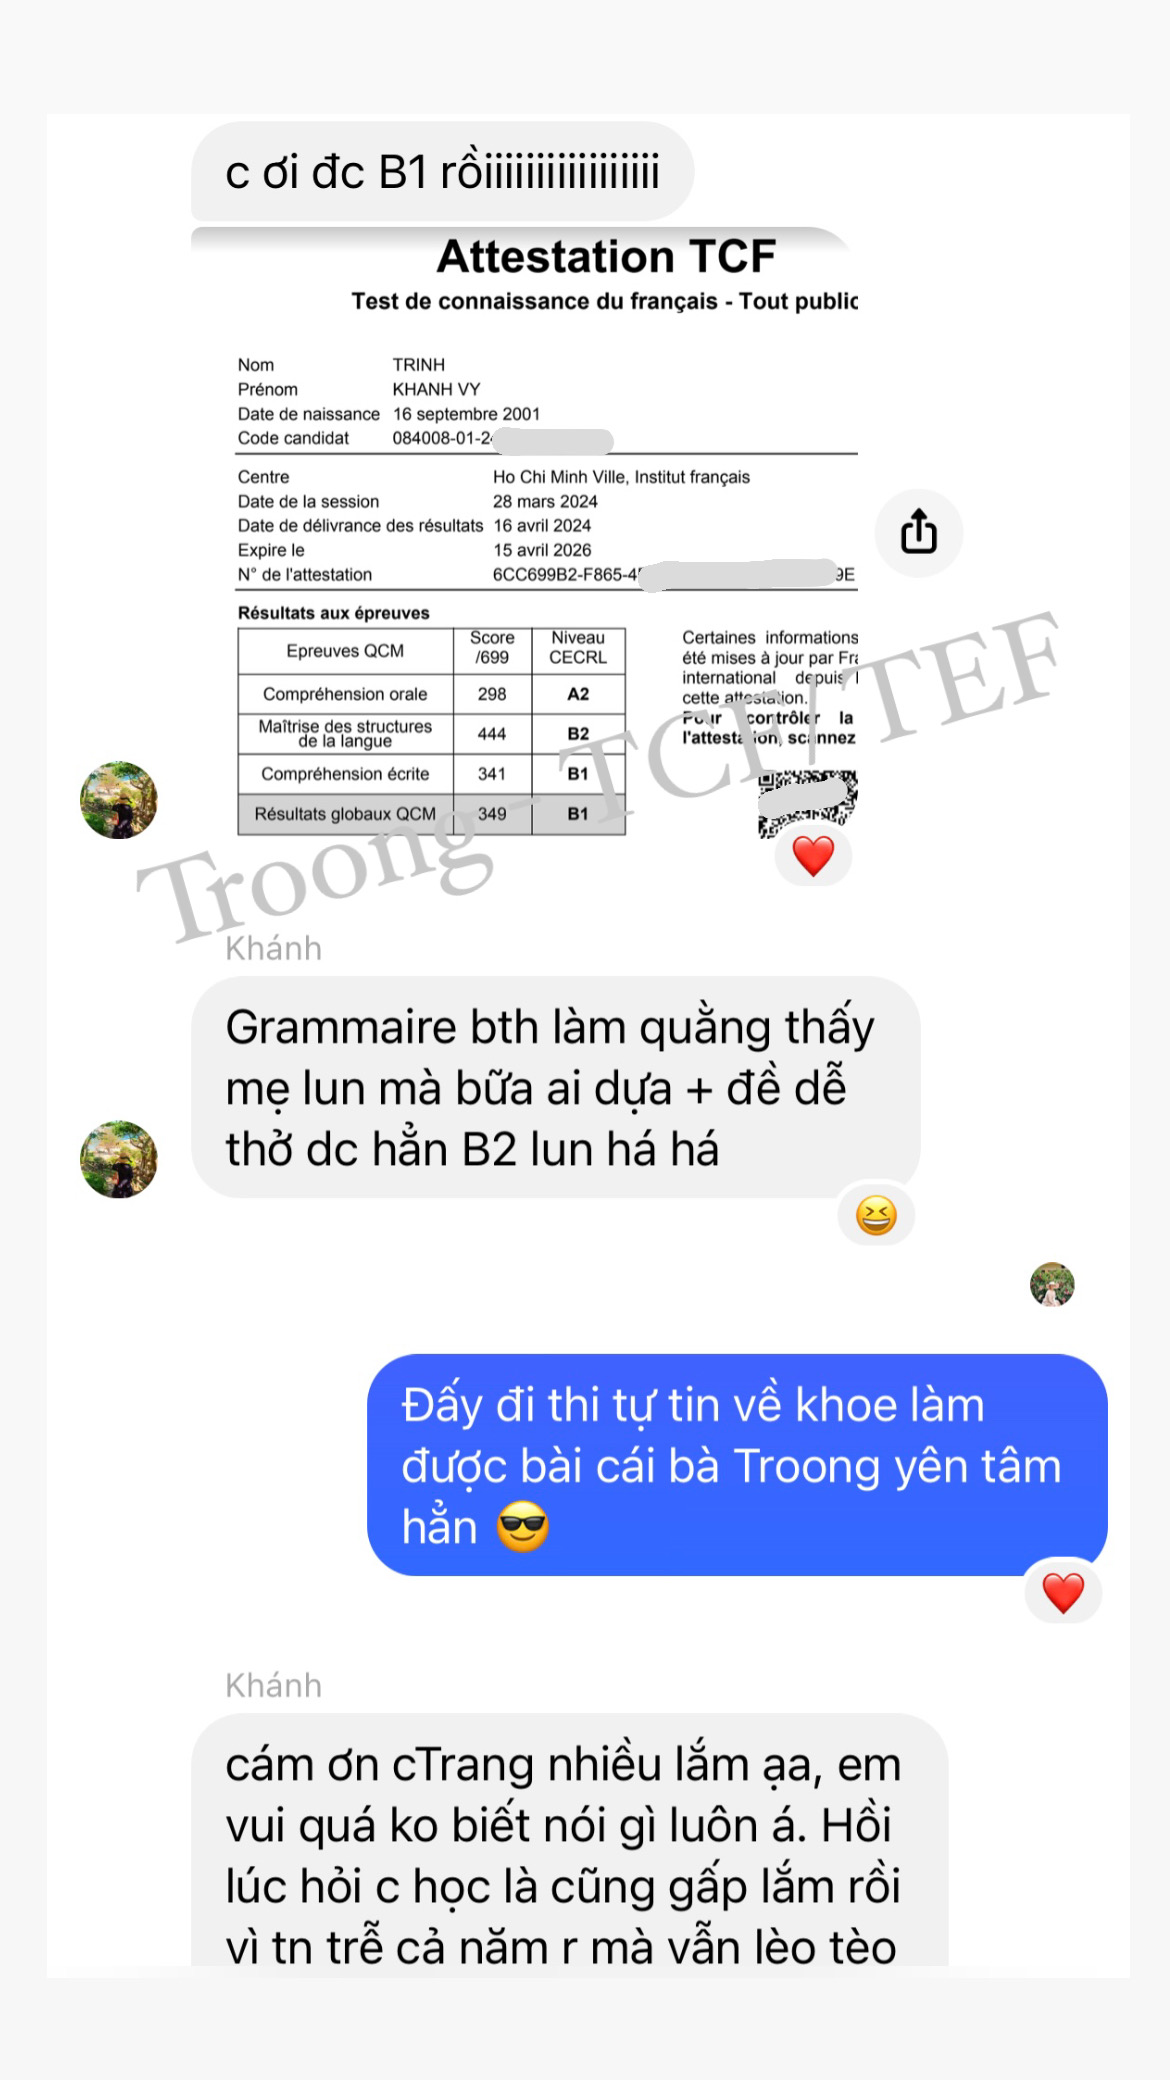 c ơi đc B1 rồiiiiiiiiiiiiiiiiii
Attestation TCF
Test de connaissance du français - Tout public
Nom TRINH
Prénom KHANH VY
Date de naissance 16 septembre 2001
Code candidat 084008-01-2
Centre Ho Chi Minh Ville, Institut français
Date de la session 28 mars 2024
Date de délivrance des résultats 16 avril 2024
Expire le 15 avril 2026
N° de l'attestation 6CC699B2-F865-4 9E
Résultats aux épreuves
Epreuves QCM Score /699 Niveau CECRL
Compréhension orale 298 A2
Maîtrise des structures de la langue 444 B2
Compréhension écrite 341 B1
Résultats globaux QCM 349 B1
Certaines informations
été mises à jour par Fra
international depuis
cette attestation.
Pour contrôler la
l'attestation, scannez
Troong - TCF/TEF
Khánh
Grammaire bth làm quằng thấy
mẹ lun mà bữa ai dựa + đề dễ
thở dc hẳn B2 lun há há
Đấy đi thi tự tin về khoe làm
được bài cái bà Troong yên tâm
hẳn 😎
Khánh
cám ơn cTrang nhiều lắm ạa, em
vui quá ko biết nói gì luôn á. Hồi
lúc hỏi c học là cũng gấp lắm rồi
vì tn trễ cả năm r mà vẫn lèo tèo